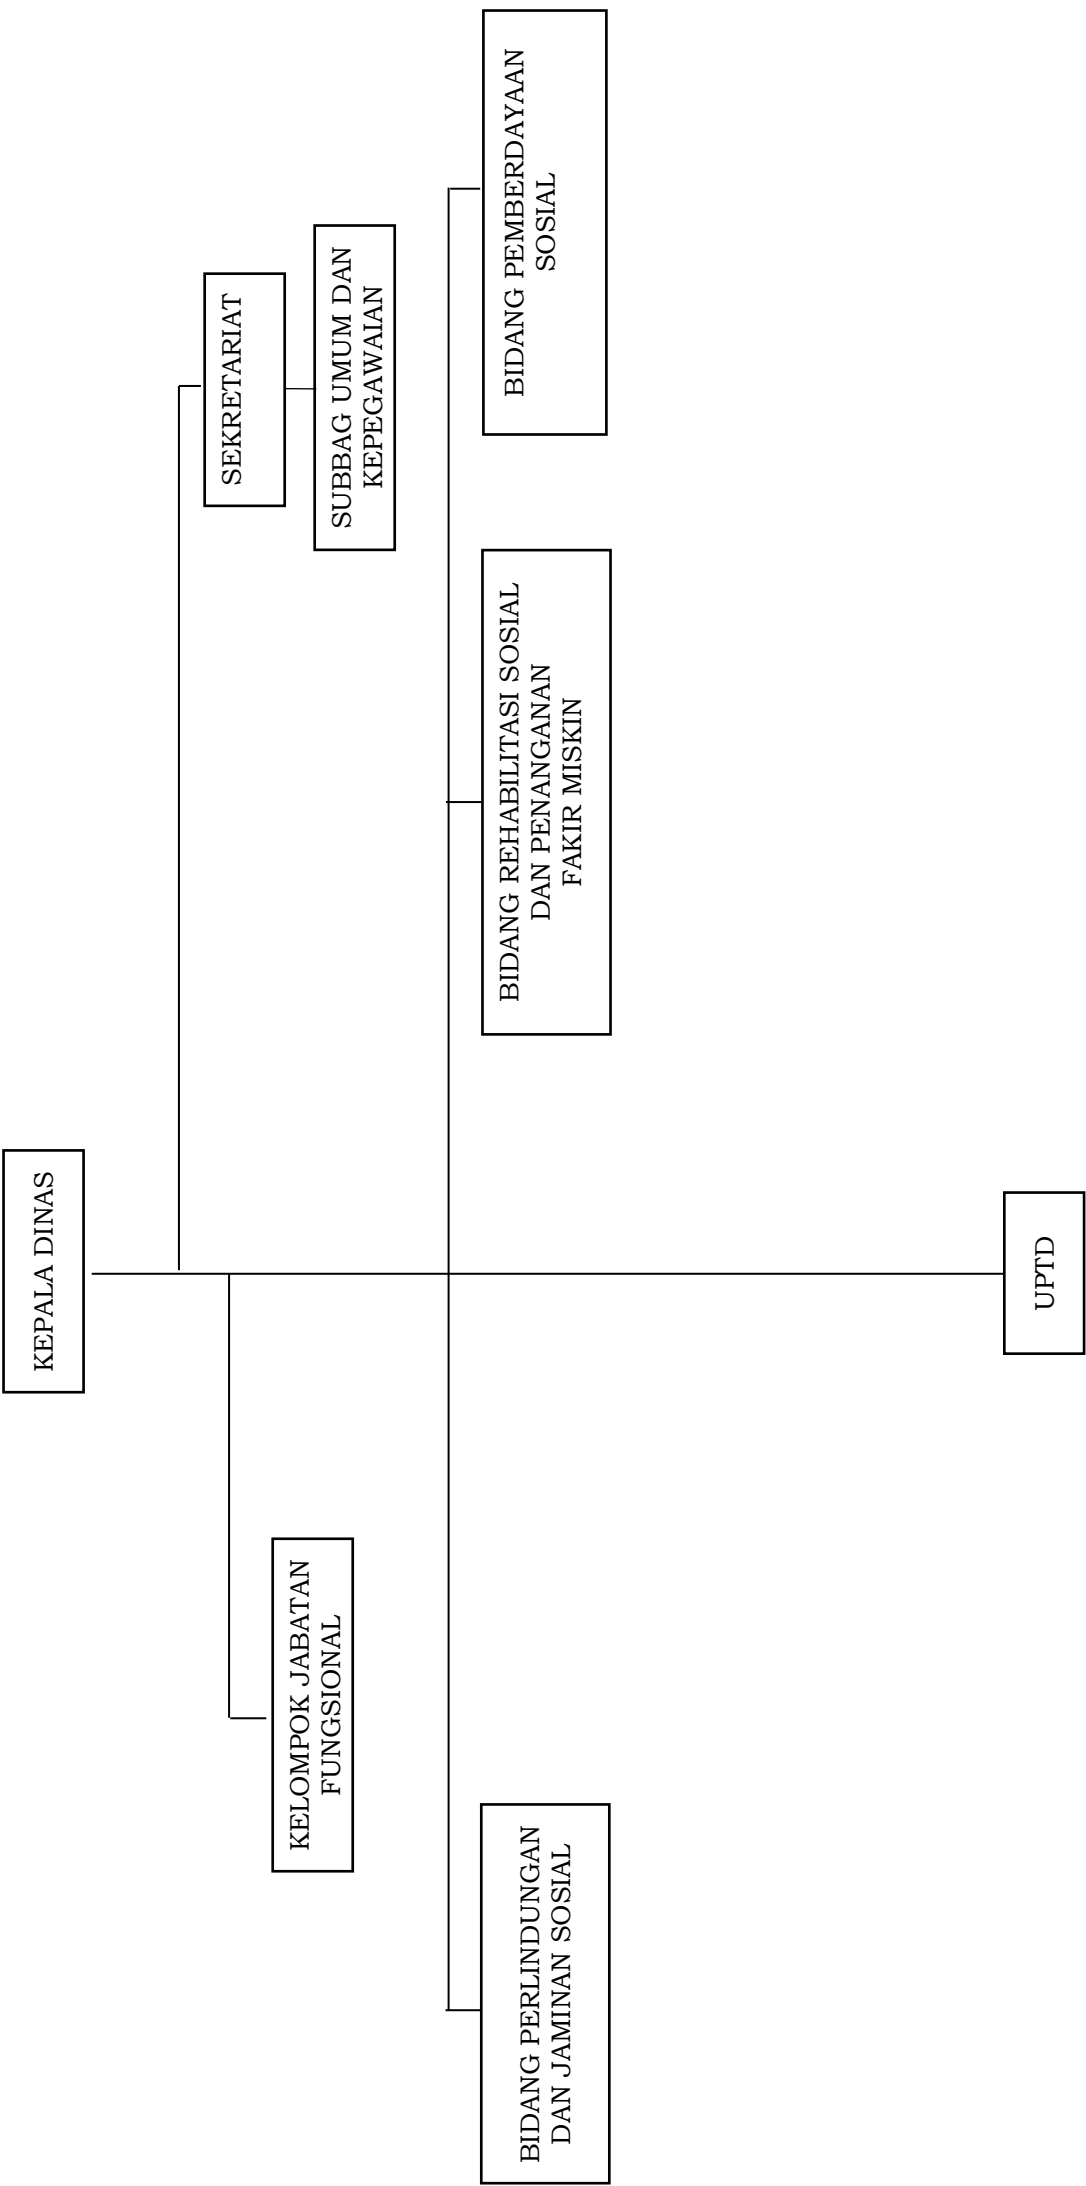 KEPALA DINAS
SEKRETARIAT
SUBBAG UMUM DAN
KEPEGAWAIAN
KELOMPOK JABATAN
FUNGSIONAL
BIDANG PERLINDUNGAN
DAN JAMINAN SOSIAL
BIDANG REHABILITASI SOSIAL
DAN PENANGANAN
FAKIR MISKIN
BIDANG PEMBERDAYAAN
SOSIAL
UPTD